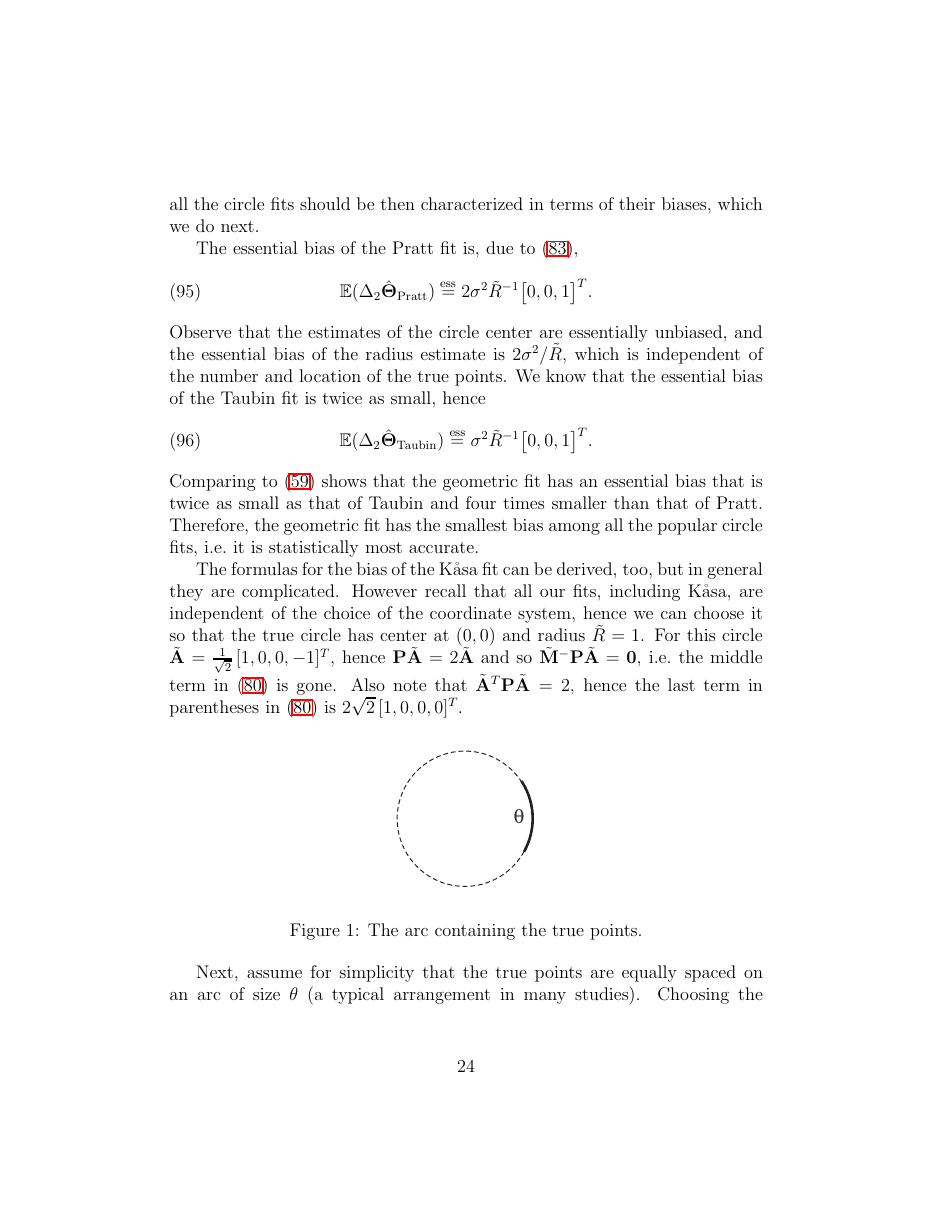 all the circle fits should be then characterized in terms of their biases, which
we do next.
The essential bias of the Pratt fit is, due to (83),
(95) 𝔼(Δ₂Θ̂_Pratt) ≝ᵉˢˢ 2σ²R̃⁻¹[0, 0, 1]ᵀ.
Observe that the estimates of the circle center are essentially unbiased, and
the essential bias of the radius estimate is 2σ²/R̃, which is independent of
the number and location of the true points. We know that the essential bias
of the Taubin fit is twice as small, hence
(96) 𝔼(Δ₂Θ̂_Taubin) ≝ᵉˢˢ σ²R̃⁻¹[0, 0, 1]ᵀ.
Comparing to (59) shows that the geometric fit has an essential bias that is
twice as small as that of Taubin and four times smaller than that of Pratt.
Therefore, the geometric fit has the smallest bias among all the popular circle
fits, i.e. it is statistically most accurate.
The formulas for the bias of the Kåsa fit can be derived, too, but in general
they are complicated. However recall that all our fits, including Kåsa, are
independent of the choice of the coordinate system, hence we can choose it
so that the true circle has center at (0, 0) and radius R̃ = 1. For this circle
Ã = 1/√2 [1, 0, 0, −1]ᵀ, hence PÃ = 2Ã and so M̃⁻PÃ = 0, i.e. the middle
term in (80) is gone. Also note that ÃᵀPÃ = 2, hence the last term in
parentheses in (80) is 2√2 [1, 0, 0, 0]ᵀ.
θ
Figure 1: The arc containing the true points.
Next, assume for simplicity that the true points are equally spaced on
an arc of size θ (a typical arrangement in many studies). Choosing the
24